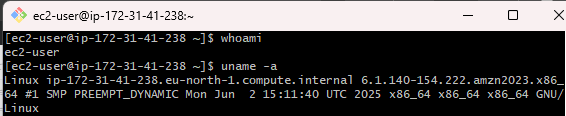 ec2-user@ip-172-31-41-238:~
[ec2-user@ip-172-31-41-238:~]$ whoami
ec2-user
[ec2-user@ip-172-31-41-238:~]$ uname -a
Linux ip-172-31-41-238.eu-north-1.compute.internal 6.1.140-154.222.amzn2023.x86_
64 #1 SMP PREEMPT_DYNAMIC Mon Jun  2 15:11:40 UTC 2025 x86_64 x86_64 x86_64 GNU/
Linux